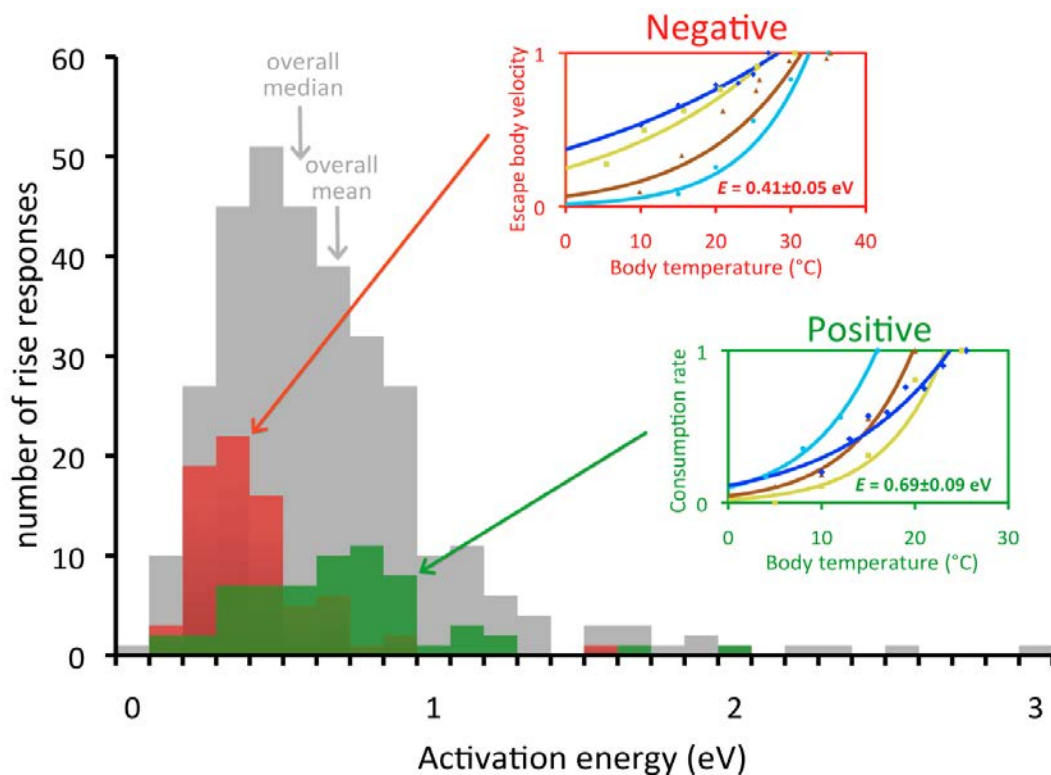 60
50
40
30
20
10
0
number of rise responses
overall
median
overall
mean
0
1
2
3
Activation energy (eV)
Negative
Escape body velocity
1
0
E = 0.41±0.05 eV
0
10
20
30
40
Body temperature (°C)
Positive
Consumption rate
1
0
E = 0.69±0.09 eV
0
10
20
30
Body temperature (°C)